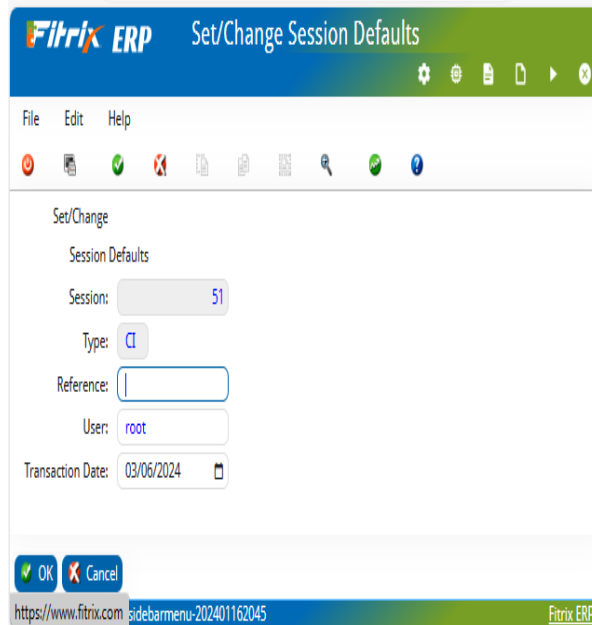 Fitrix ERP Set/Change Session Defaults
File Edit Help
Set/Change
Session Defaults
Session: 51
Type: CI
Reference:
User: root
Transaction Date: 03/06/2024
OK Cancel
https://www.fitrix.com sidebarmenu-202401162045 Fitrix ERP